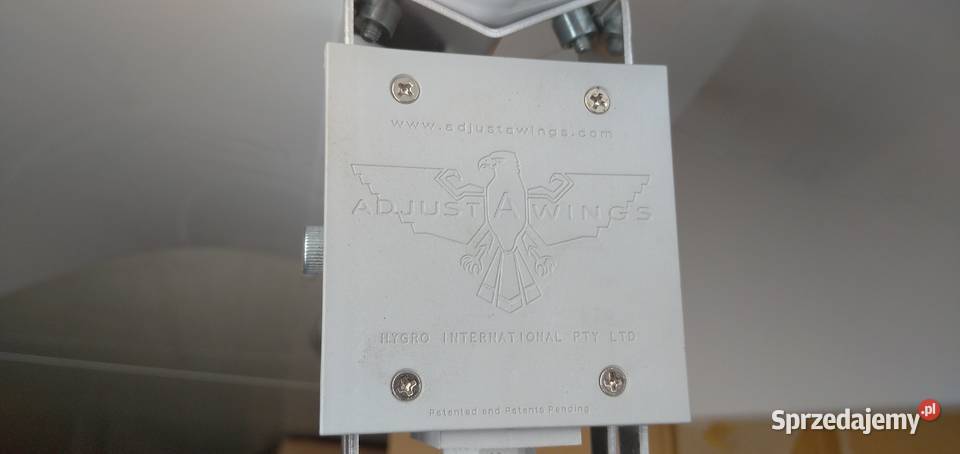 www.adjustawings.com
ADJUST A WINGS
HYGRO INTERNATIONAL PTY LTD
Patented and Patents Pending
Sprzedajemy.pl